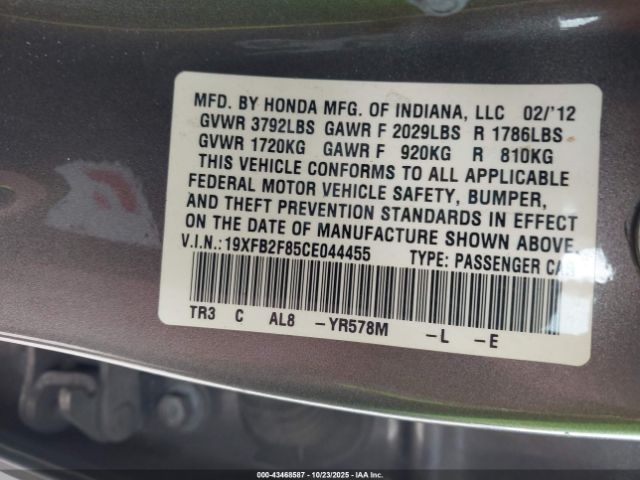 MFD. BY HONDA MFG. OF INDIANA, LLC 02/'12
GVWR 3792LBS GAWR F 2029LBS R 1786LBS
GVWR 1720KG GAWR F 920KG R 810KG
THIS VEHICLE CONFORMS TO ALL APPLICABLE
FEDERAL MOTOR VEHICLE SAFETY, BUMPER,
AND THEFT PREVENTION STANDARDS IN EFFECT
ON THE DATE OF MANUFACTURE SHOWN ABOVE.
V.I.N.: 19XFB2F85CE044455 TYPE: PASSENGER CAR
TR3 C AL8 -YR578M -L -E
000-43468587 | 10/23/2025 | IAA Inc.